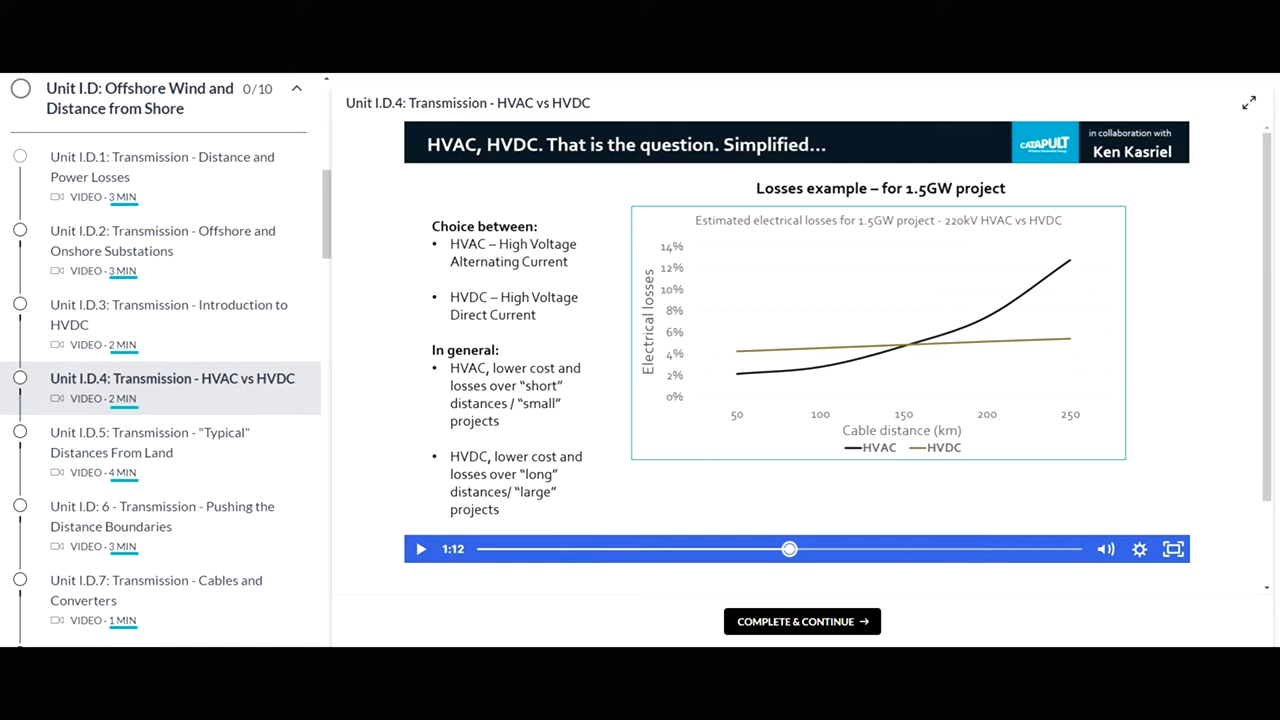 Unit I.D: Offshore Wind and
Distance from Shore
0/10
Unit I.D.1: Transmission - Distance and
Power Losses
VIDEO · 3 MIN
Unit I.D.2: Transmission - Offshore and
Onshore Substations
VIDEO · 3 MIN
Unit I.D.3: Transmission - Introduction to
HVDC
VIDEO · 2 MIN
Unit I.D.4: Transmission - HVAC vs HVDC
VIDEO · 2 MIN
Unit I.D.5: Transmission - "Typical"
Distances From Land
VIDEO · 4 MIN
Unit I.D: 6 - Transmission - Pushing the
Distance Boundaries
VIDEO · 3 MIN
Unit I.D.7: Transmission - Cables and
Converters
VIDEO · 1 MIN
Unit I.D.4: Transmission - HVAC vs HVDC
HVAC, HVDC. That is the question. Simplified...
CATAPULT
in collaboration with
Ken Kasriel
Choice between:
• HVAC – High Voltage
Alternating Current
• HVDC – High Voltage
Direct Current
In general:
• HVAC, lower cost and
losses over “short”
distances / “small”
projects
• HVDC, lower cost and
losses over “long”
distances/ “large”
projects
Losses example – for 1.5GW project
Estimated electrical losses for 1.5GW project - 220kV HVAC vs HVDC
Electrical losses
14%
12%
10%
8%
6%
4%
2%
0%
50 100 150 200 250
Cable distance (km)
HVAC HVDC
1:12
COMPLETE & CONTINUE →